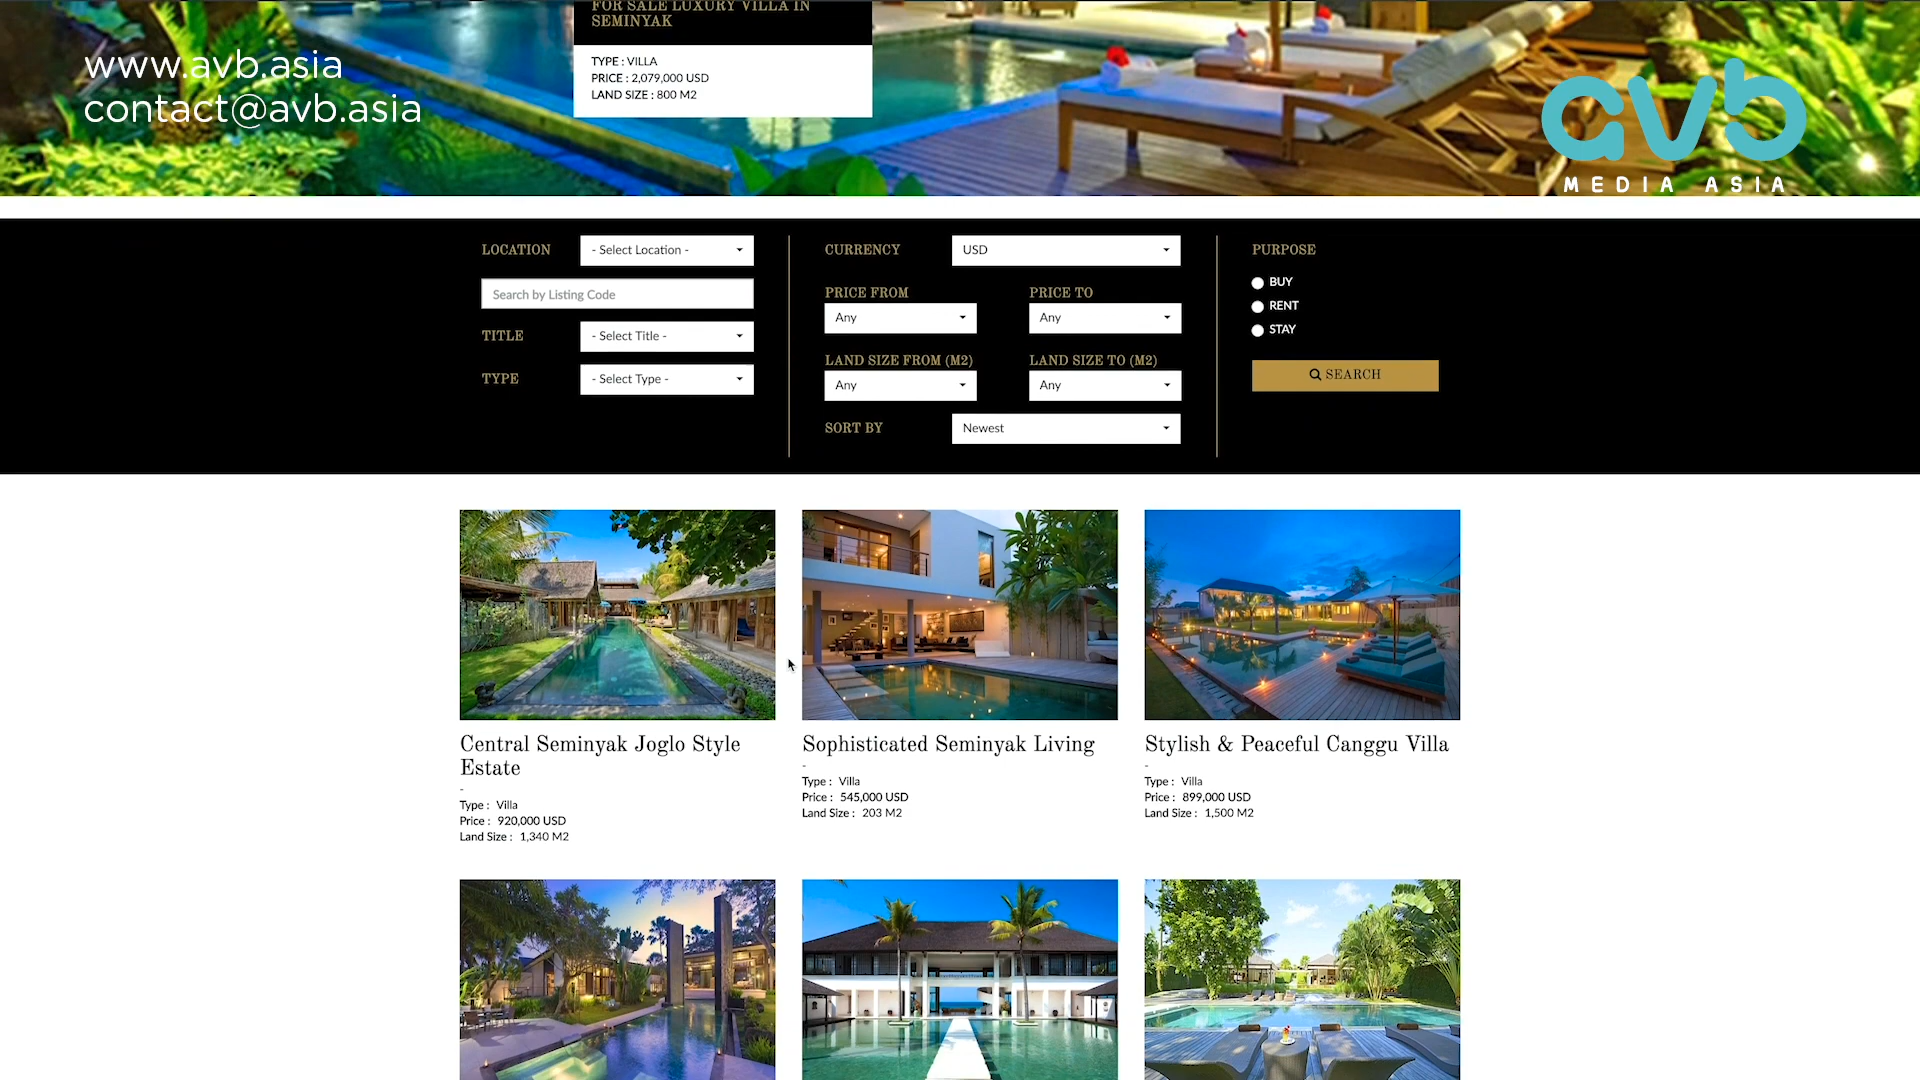 FOR SALE LUXURY VILLA IN
SEMINYAK
TYPE : VILLA
PRICE : 2,079,000 USD
LAND SIZE : 800 M2
www.avb.asia
contact@avb.asia
avb
MEDIA ASIA
LOCATION
- Select Location -
Search by Listing Code
TITLE
- Select Title -
TYPE
- Select Type -
CURRENCY
USD
PRICE FROM
PRICE TO
Any
Any
LAND SIZE FROM (M2)
LAND SIZE TO (M2)
Any
Any
SORT BY
Newest
PURPOSE
BUY
RENT
STAY
SEARCH
Central Seminyak Joglo Style
Estate
-
Type : Villa
Price : 920,000 USD
Land Size : 1,340 M2
Sophisticated Seminyak Living
-
Type : Villa
Price : 545,000 USD
Land Size : 203 M2
Stylish & Peaceful Canggu Villa
-
Type : Villa
Price : 899,000 USD
Land Size : 1,500 M2